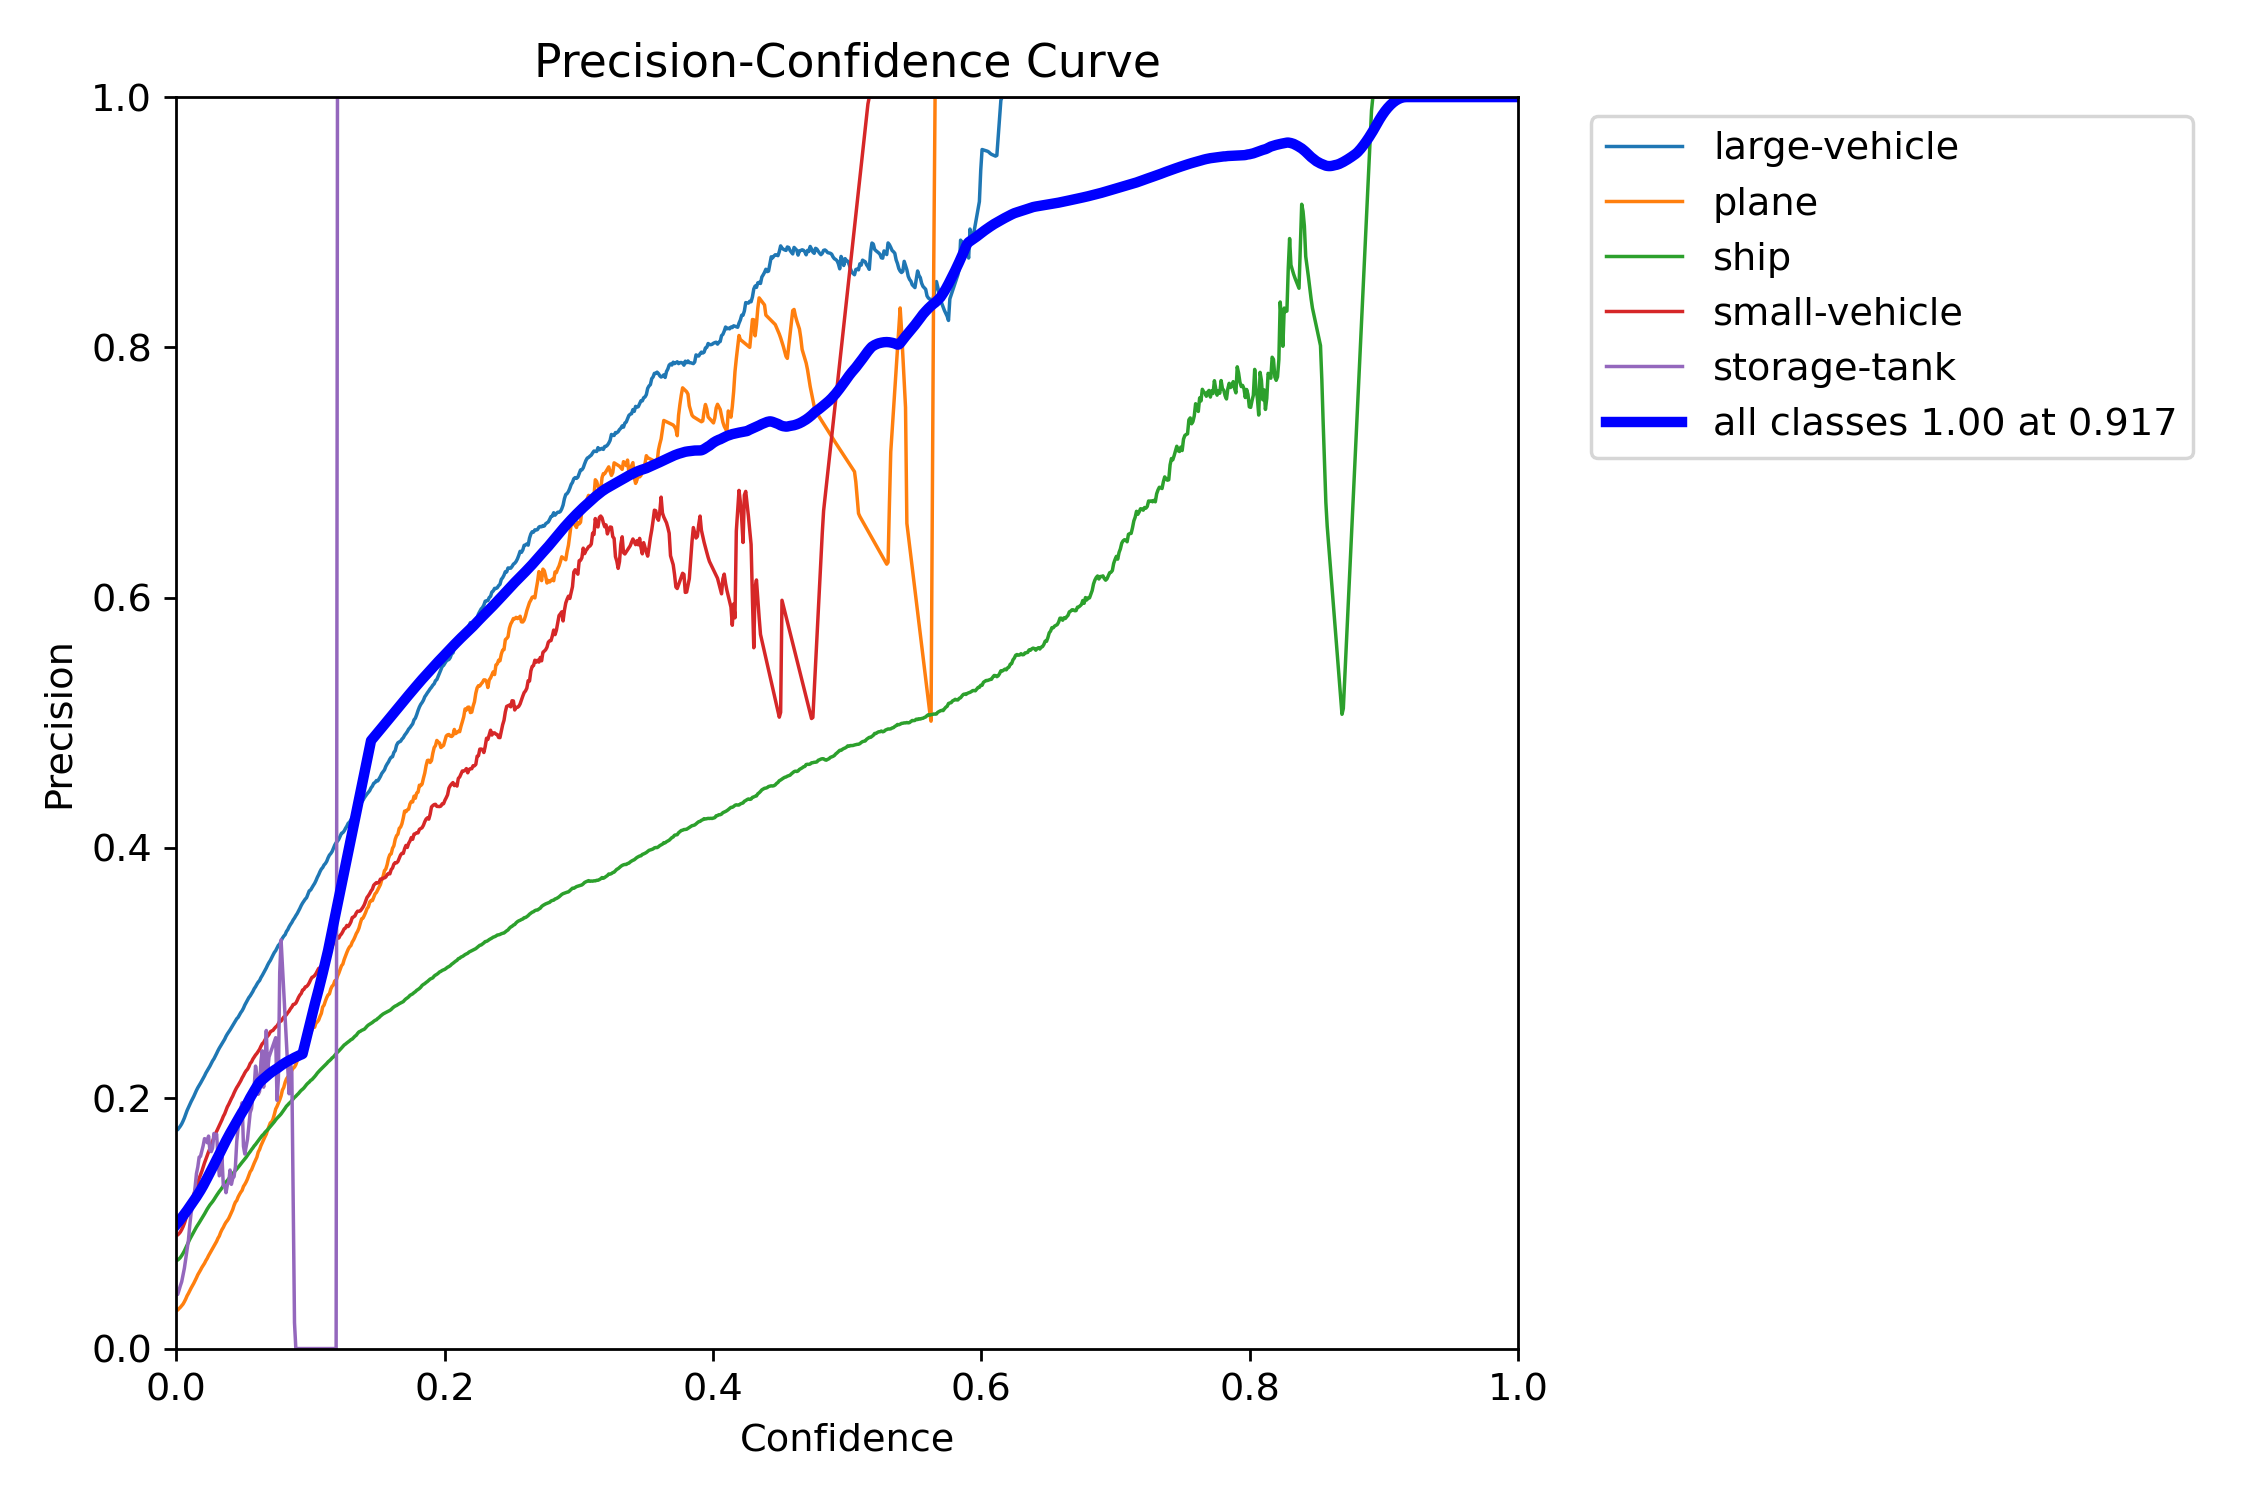 Precision-Confidence Curve
1.0
0.8
0.6
0.4
0.2
0.0
Precision
0.0 0.2 0.4 0.6 0.8 1.0
Confidence
large-vehicle
plane
ship
small-vehicle
storage-tank
all classes 1.00 at 0.917